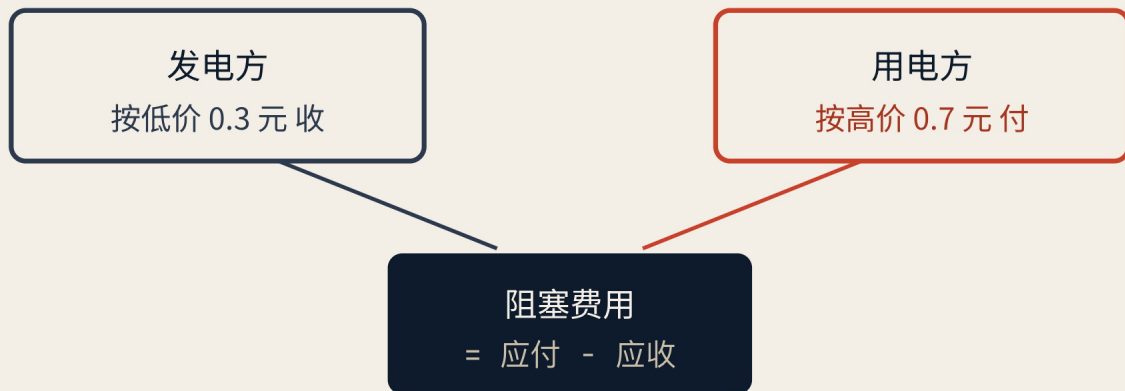 发电方
按低价 0.3 元 收
用电方
按高价 0.7 元 付
阻塞费用
= 应付 - 应收